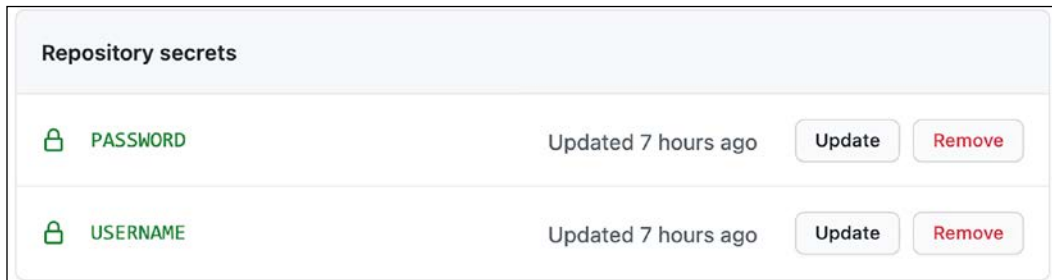 Repository secrets
PASSWORD Updated 7 hours ago Update Remove
USERNAME Updated 7 hours ago Update Remove